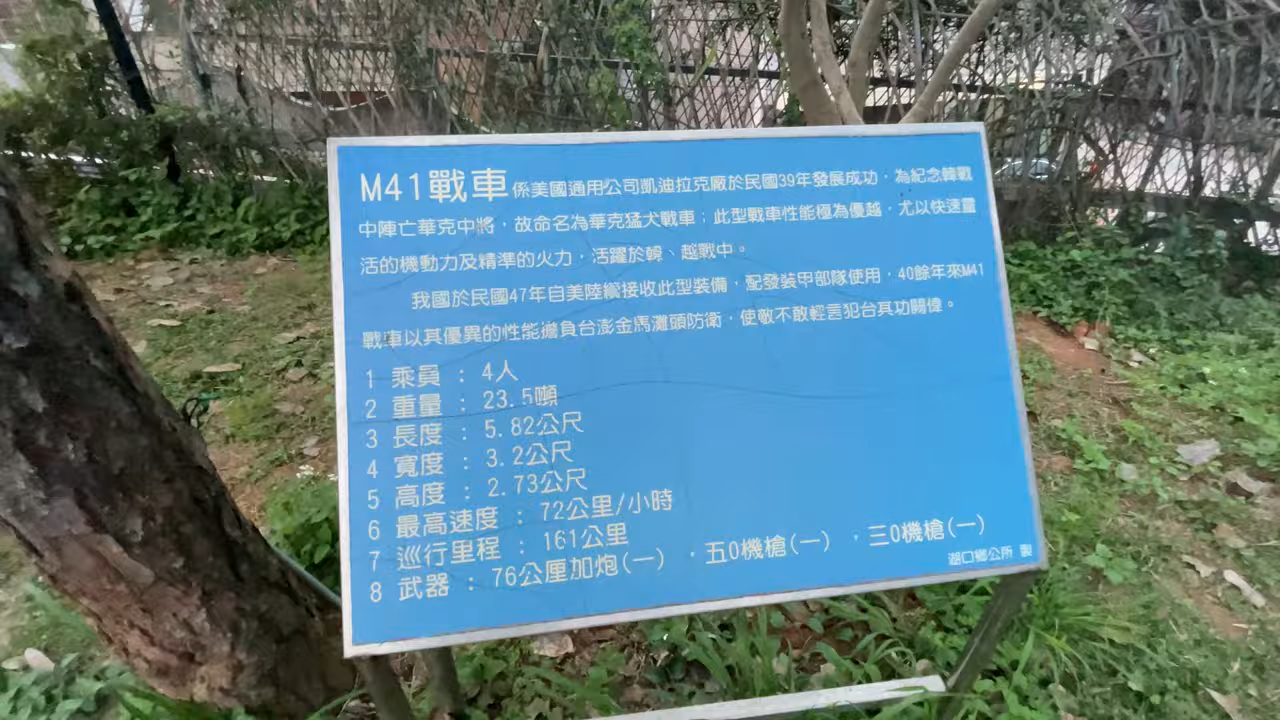 M41戰車係美國通用公司凱迪拉克廠於民國39年發展成功，為紀念韓戰
中陣亡華克中將，故命名為華克猛犬戰車；此型戰車性能極為優越，尤以快速靈
活的機動力及精準的火力，活躍於韓、越戰中。
我國於民國47年自美陸續接收此型裝備，配發裝甲部隊使用，40餘年來M41
戰車以其優異的性能擔負台澎金馬灘頭防衛，使敵不敢輕言犯台其功闕偉。
1 乘員：4人
2 重量：23.5噸
3 長度：5.82公尺
4 寬度：3.2公尺
5 高度：2.73公尺
6 最高速度：72公里/小時
7 巡行里程：161公里
8 武器：76公厘加炮(一)，五0機槍(一)，三0機槍(一)
湖口鄉公所 製